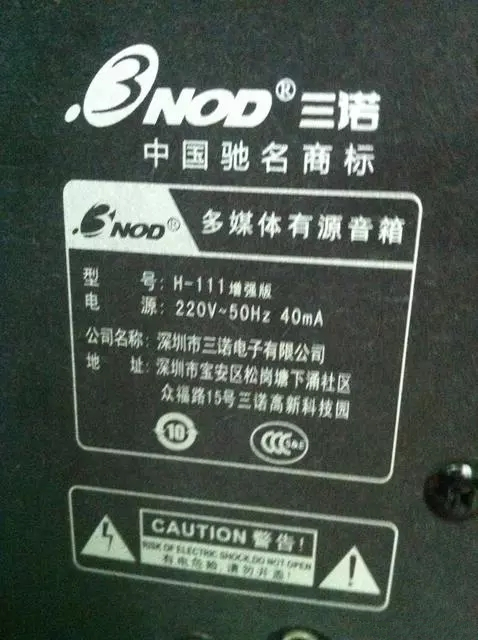 3NOD®三诺
中国驰名商标
3NOD® 多媒体有源音箱
型 号: H-111增强版
电 源: 220V~50Hz 40mA
公司名称: 深圳市三诺电子有限公司
地 址: 深圳市宝安区松岗塘下涌社区
众福路15号三诺高新科技园
10 CCC S&E
CAUTION 警告!
RISK OF ELECTRIC SHOCK DO NOT OPEN
有电危险,请勿开盖!